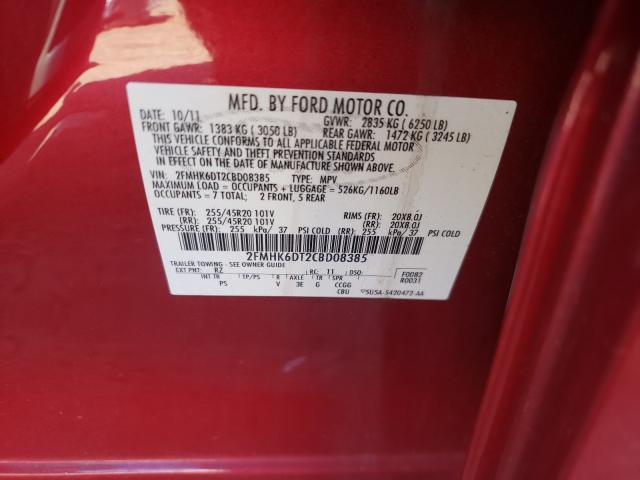 MFD. BY FORD MOTOR CO.
DATE: 10/11 GVWR: 2835 KG ( 6250 LB)
FRONT GAWR: 1383 KG ( 3050 LB) REAR GAWR: 1472 KG ( 3245 LB)
THIS VEHICLE CONFORMS TO ALL APPLICABLE FEDERAL MOTOR
VEHICLE SAFETY AND THEFT PREVENTION STANDARDS IN
EFFECT ON THE DATE OF MANUFACTURE SHOWN ABOVE.
VIN: 2FMHK6DT2CBD08385 TYPE: MPV
MAXIMUM LOAD = OCCUPANTS + LUGGAGE = 526KG/1160LB
OCCUPANTS = 7 TOTAL; 2 FRONT, 5 REAR
TIRE (FR): 255/45R20 101V RIMS (FR): 20X8.0J
(RR): 255/45R20 101V (RR): 20X8.0J
PRESSURE (FR): 255 kPa/ 37 PSI COLD (RR): 255 kPa/ 37 PSI COLD
2FMHK6DT2CBD08385
TRAILER TOWING - SEE OWNER GUIDE F0082
EXT PNT: RZ RC: 11 DSO: R0031
INT TR TP/PS R AXLE TR SPR
PS V 3E G CCGG
CBU 5U5A-5420472-AA